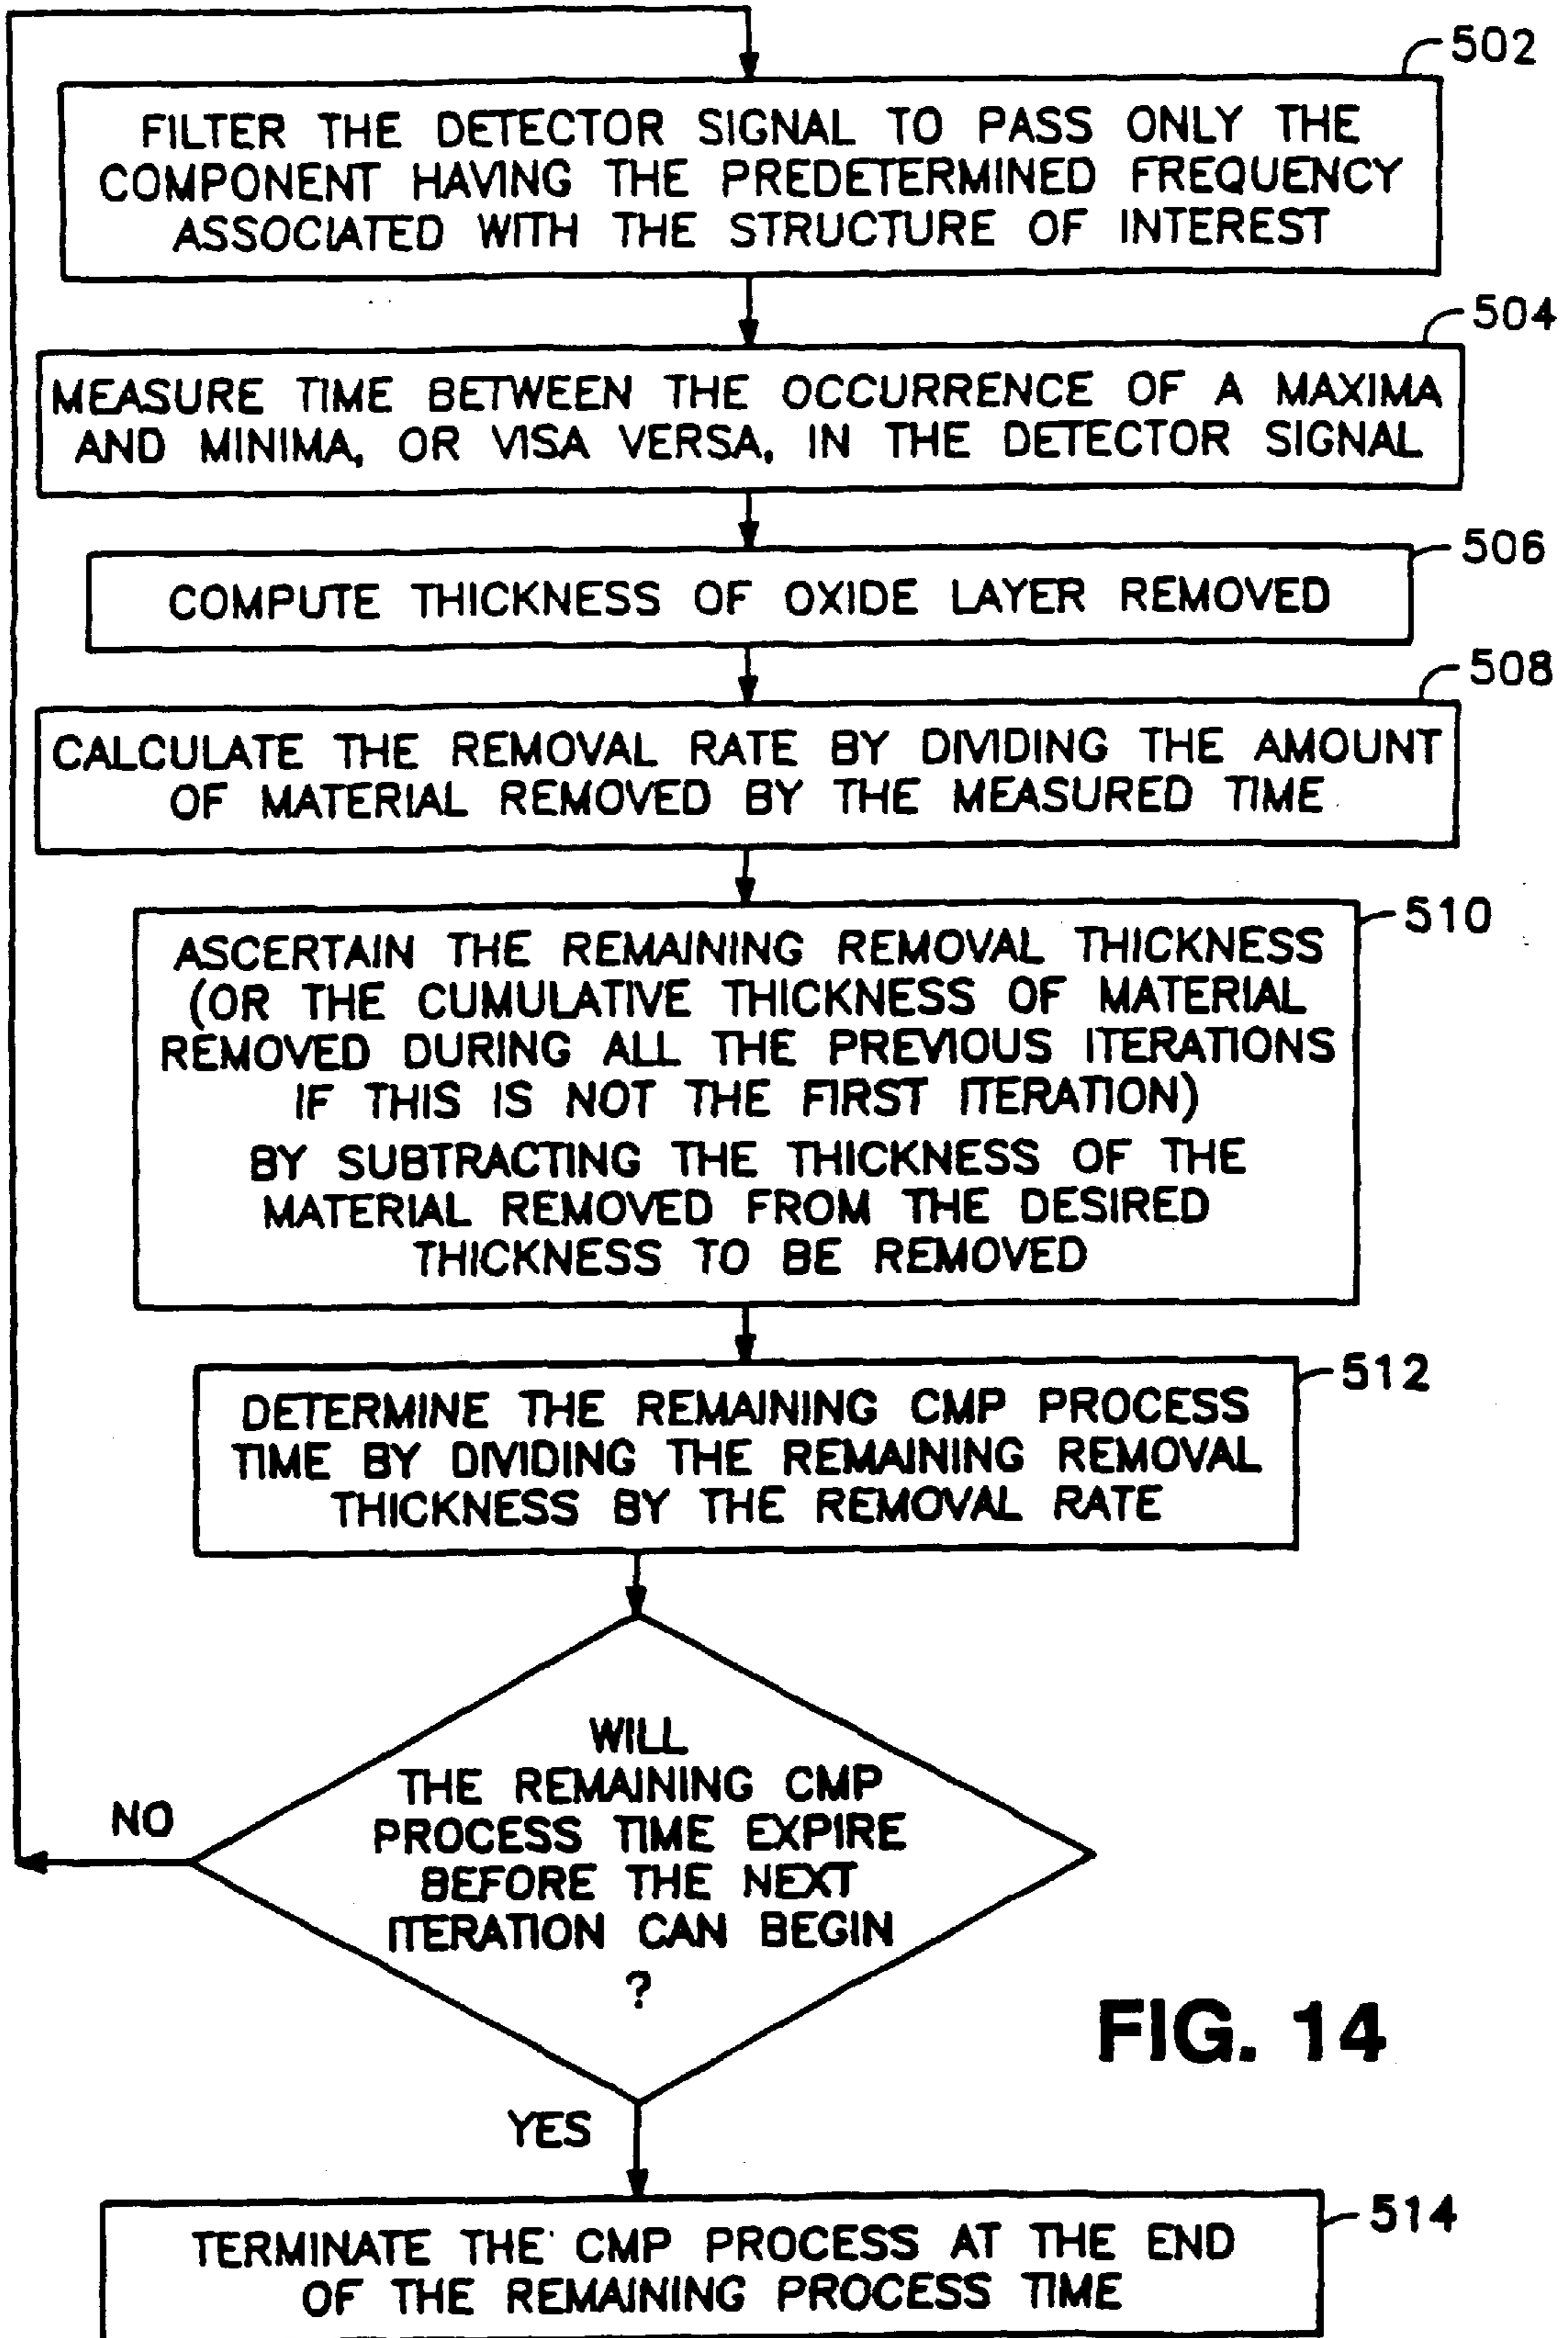 502
FILTER THE DETECTOR SIGNAL TO PASS ONLY THE
COMPONENT HAVING THE PREDETERMINED FREQUENCY
ASSOCIATED WITH THE STRUCTURE OF INTEREST
504
MEASURE TIME BETWEEN THE OCCURRENCE OF A MAXIMA
AND MINIMA, OR VISA VERSA, IN THE DETECTOR SIGNAL
506
COMPUTE THICKNESS OF OXIDE LAYER REMOVED
508
CALCULATE THE REMOVAL RATE BY DIVIDING THE AMOUNT
OF MATERIAL REMOVED BY THE MEASURED TIME
510
ASCERTAIN THE REMAINING REMOVAL THICKNESS
(OR THE CUMULATIVE THICKNESS OF MATERIAL
REMOVED DURING ALL THE PREVIOUS ITERATIONS
IF THIS IS NOT THE FIRST ITERATION)
BY SUBTRACTING THE THICKNESS OF THE
MATERIAL REMOVED FROM THE DESIRED
THICKNESS TO BE REMOVED
512
DETERMINE THE REMAINING CMP PROCESS
TIME BY DIVIDING THE REMAINING REMOVAL
THICKNESS BY THE REMOVAL RATE
WILL
THE REMAINING CMP
PROCESS TIME EXPIRE
BEFORE THE NEXT
ITERATION CAN BEGIN
?
NO
FIG. 14
YES
514
TERMINATE THE CMP PROCESS AT THE END
OF THE REMAINING PROCESS TIME